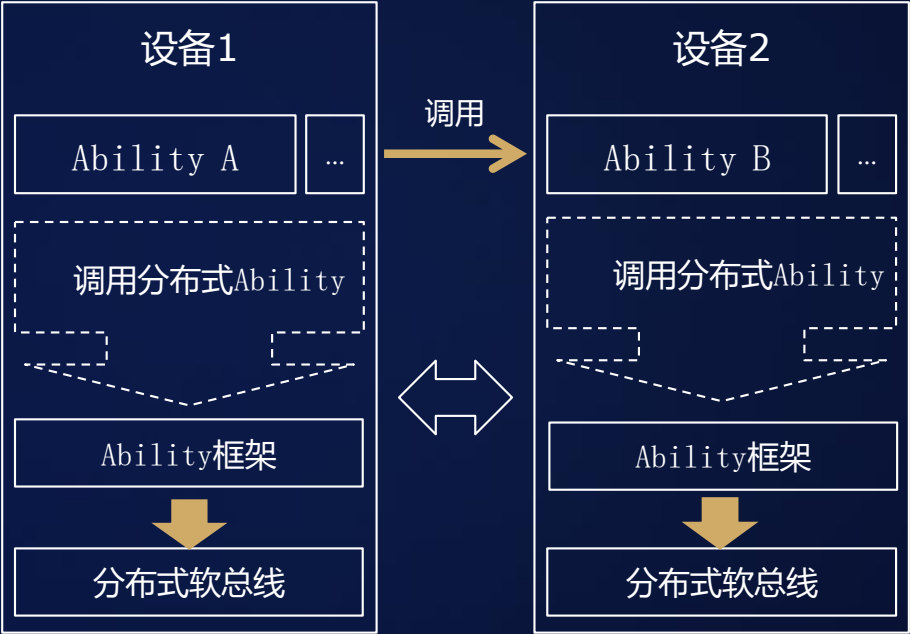 设备1
Ability A
...
调用分布式Ability
Ability框架
分布式软总线
调用
设备2
Ability B
...
调用分布式Ability
Ability框架
分布式软总线